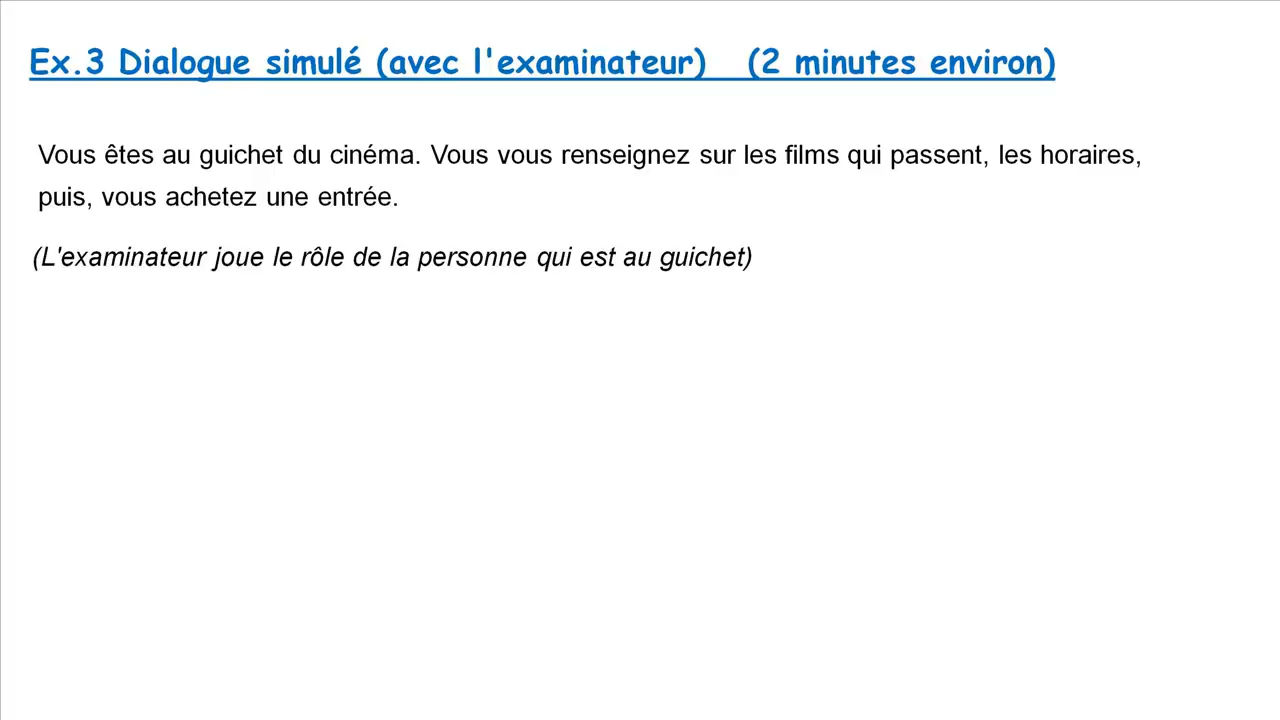 Ex.3 Dialogue simulé (avec l'examinateur) (2 minutes environ)
Vous êtes au guichet du cinéma. Vous vous renseignez sur les films qui passent, les horaires,
puis, vous achetez une entrée.
(L'examinateur joue le rôle de la personne qui est au guichet)